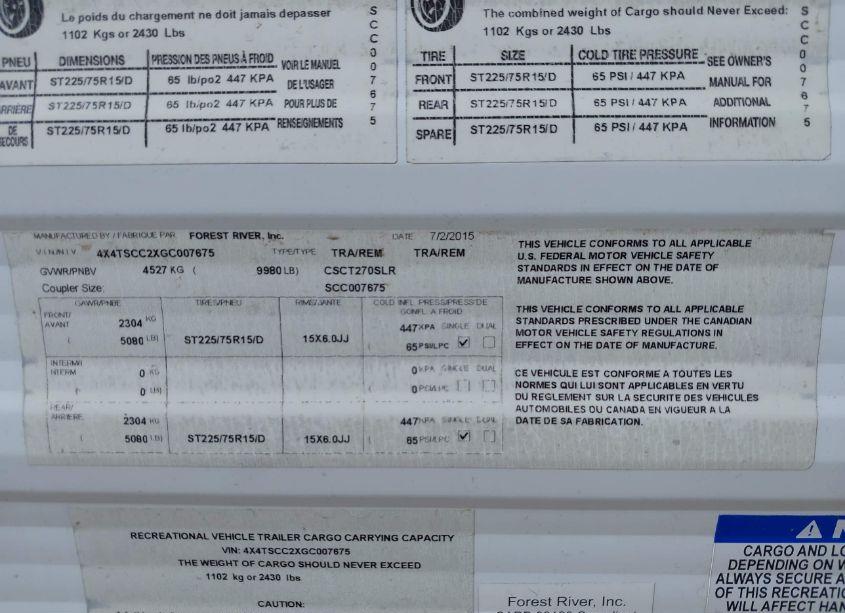 Le poids du chargement ne doit jamais depasser
1102 Kgs or 2430 Lbs
PNEU DIMENSIONS PRESSION DES PNEUS À FROID
AVANT ST225/75R15/D 65 lb/po2 447 KPA
ARRIÈRE ST225/75R15/D 65 lb/po2 447 KPA
DE SECOURS ST225/75R15/D 65 lb/po2 447 KPA
VOIR LE MANUEL
DE L'USAGER
POUR PLUS DE
RENSEIGNEMENTS
SCC007675
The combined weight of Cargo should Never Exceed:
1102 Kgs or 2430 Lbs
TIRE SIZE COLD TIRE PRESSURE
FRONT ST225/75R15/D 65 PSI / 447 KPA
REAR ST225/75R15/D 65 PSI / 447 KPA
SPARE ST225/75R15/D 65 PSI / 447 KPA
SEE OWNER'S
MANUAL FOR
ADDITIONAL
INFORMATION
SCC007675
MANUFACTURED BY / FABRIQUE PAR FOREST RIVER, Inc. DATE 7/2/2015
V.I.N./N.I.V. 4X4TSCC2XGC007675 TYPE/TYPE TRA/REM TRA/REM
GVWR/PNBV 4527 KG ( 9980 LB) CSCT270SLR
Coupler Size: SCC007675
GAWR/PNBE TIRES/PNEU RIMS/JANTE COLD INFL PRESS/PRESS DE
GONFL A FROID
FRONT/
AVANT 2304 KG 447 KPA SINGLE DUAL
( 5080 LB) ST225/75R15/D 15X6.0JJ ( 65 PSI/LPC
INTERM/
INTERM 0 KG 0 KPA SINGLE DUAL
( 0 LB) ( 0 PSI/LPC
REAR/
ARRIERE 2304 KG 447 KPA SINGLE DUAL
( 5080 LB) ST225/75R15/D 15X6.0JJ ( 65 PSI/LPC
THIS VEHICLE CONFORMS TO ALL APPLICABLE
U.S. FEDERAL MOTOR VEHICLE SAFETY
STANDARDS IN EFFECT ON THE DATE OF
MANUFACTURE SHOWN ABOVE.
THIS VEHICLE CONFORMS TO ALL APPLICABLE
STANDARDS PRESCRIBED UNDER THE CANADIAN
MOTOR VEHICLE SAFETY REGULATIONS IN
EFFECT ON THE DATE OF MANUFACTURE.
CE VEHICULE EST CONFORME A TOUTES LES
NORMES QUI LUI SONT APPLICABLES EN VERTU
DU REGLEMENT SUR LA SECURITE DES VEHICULES
AUTOMOBILES DU CANADA EN VIGUEUR A LA
DATE DE SA FABRICATION.
RECREATIONAL VEHICLE TRAILER CARGO CARRYING CAPACITY
VIN: 4X4TSCC2XGC007675
THE WEIGHT OF CARGO SHOULD NEVER EXCEED
1102 kg or 2430 lbs
CAUTION:
Forest River, Inc.
CARGO AND LO
DEPENDING ON W
ALWAYS SECURE A
OF THIS RECREATION
WILL AFFECT HAN